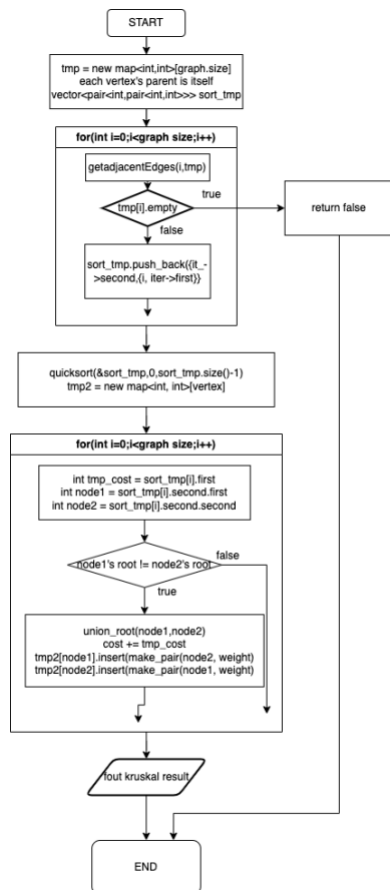 START
tmp = new map<int,int>[graph.size]
each vertex's parent is itself
vector<pair<int,pair<int,int>>> sort_tmp
for(int i=0;i<graph size;i++)
getadjacentEdges(i,tmp)
tmp[i].empty
true
return false
false
sort_tmp.push_back({it_-
>second,{i, iter->first}}
quicksort(&sort_tmp,0,sort_tmp.size()-1)
tmp2 = new map<int, int>[vertex]
for(int i=0;i<graph size;i++)
int tmp_cost = sort_tmp[i].first
int node1 = sort_tmp[i].second.first
int node2 = sort_tmp[i].second.second
node1's root != node2's root
false
true
union_root(node1,node2)
cost += tmp_cost
tmp2[node1].insert(make_pair(node2, weight)
tmp2[node2].insert(make_pair(node1, weight)
fout kruskal result
END